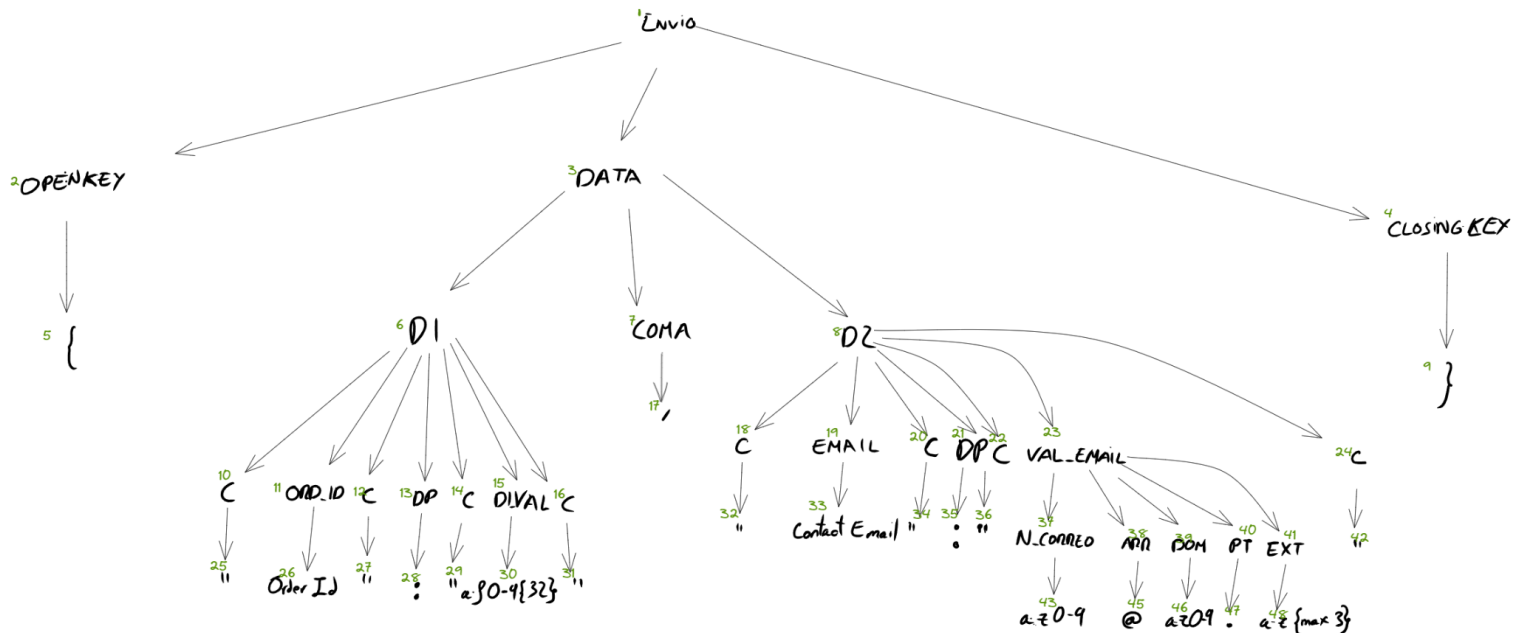 1 Envio
2 OPENKEY
3 DATA
4 CLOSING KEY
5 {
6 D1
7 COMA
8 D2
9 }
17 ,
10 C
11 ORD_ID
12 C
13 DP
14 C
15 D1.VAL
16 C
18 C
19 EMAIL
20 C
21 DP
22 C
23 VAL_EMAIL
24 C
25 "
26 Order Id
27 "
28 :
29 "
30 a-f0-9{32}
31 "
32 "
33 Contact Email
34 "
35 :
36 "
37 N_CORREO
38 ARR
39 DOM
40 PT
41 EXT
42 "
43 a-z0-9
45 @
46 a-z0-9
47 .
48 a-z{max 3}